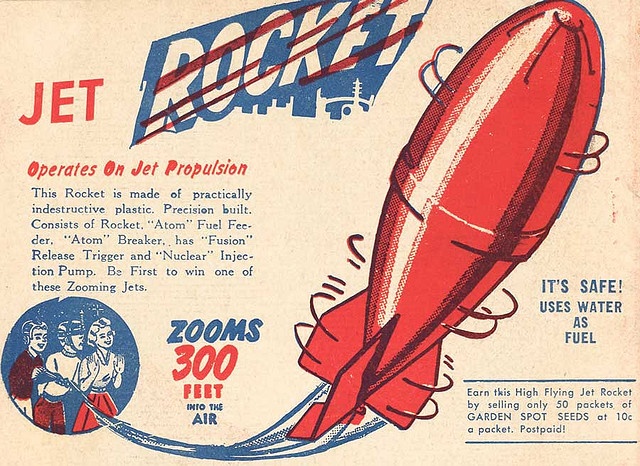 JET
ROCKET
Operates On Jet Propulsion
This Rocket is made of practically
indestructive plastic. Precision built.
Consists of Rocket, "Atom" Fuel Fee-
der, "Atom" Breaker, has "Fusion"
Release Trigger and "Nuclear" Injec-
tion Pump. Be First to win one of
these Zooming Jets.
ZOOMS
300
FEET
INTO THE
AIR
IT'S SAFE!
USES WATER
AS
FUEL
Earn this High Flying Jet Rocket
by selling only 50 packets of
GARDEN SPOT SEEDS at 10c
a packet. Postpaid!